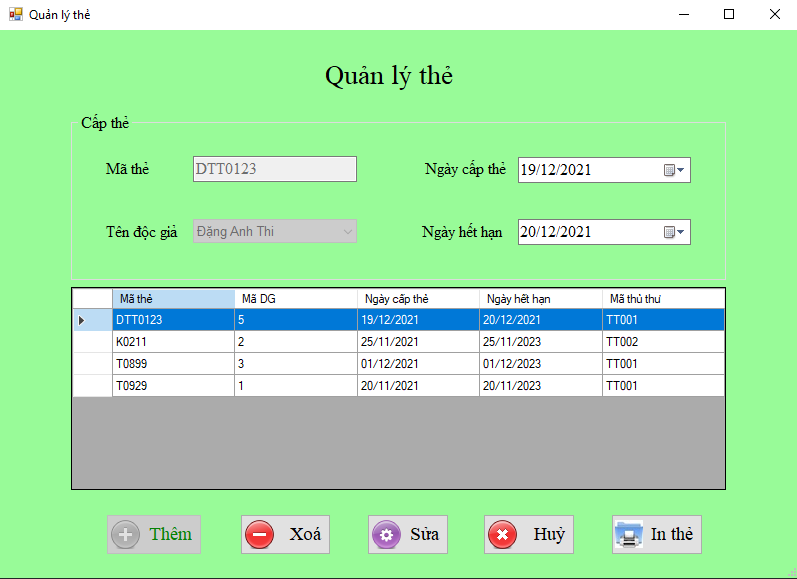 Quản lý thẻ
Quản lý thẻ
Cấp thẻ
Mã thẻ DTT0123 Ngày cấp thẻ 19/12/2021
Tên độc giả Đặng Anh Thi Ngày hết hạn 20/12/2021
Mã thẻ Mã DG Ngày cấp thẻ Ngày hết hạn Mã thủ thư
DTT0123 5 19/12/2021 20/12/2021 TT001
K0211 2 25/11/2021 25/11/2023 TT002
T0899 3 01/12/2021 01/12/2023 TT001
T0929 1 20/11/2021 20/11/2023 TT001
Thêm Xoá Sửa Huỷ In thẻ